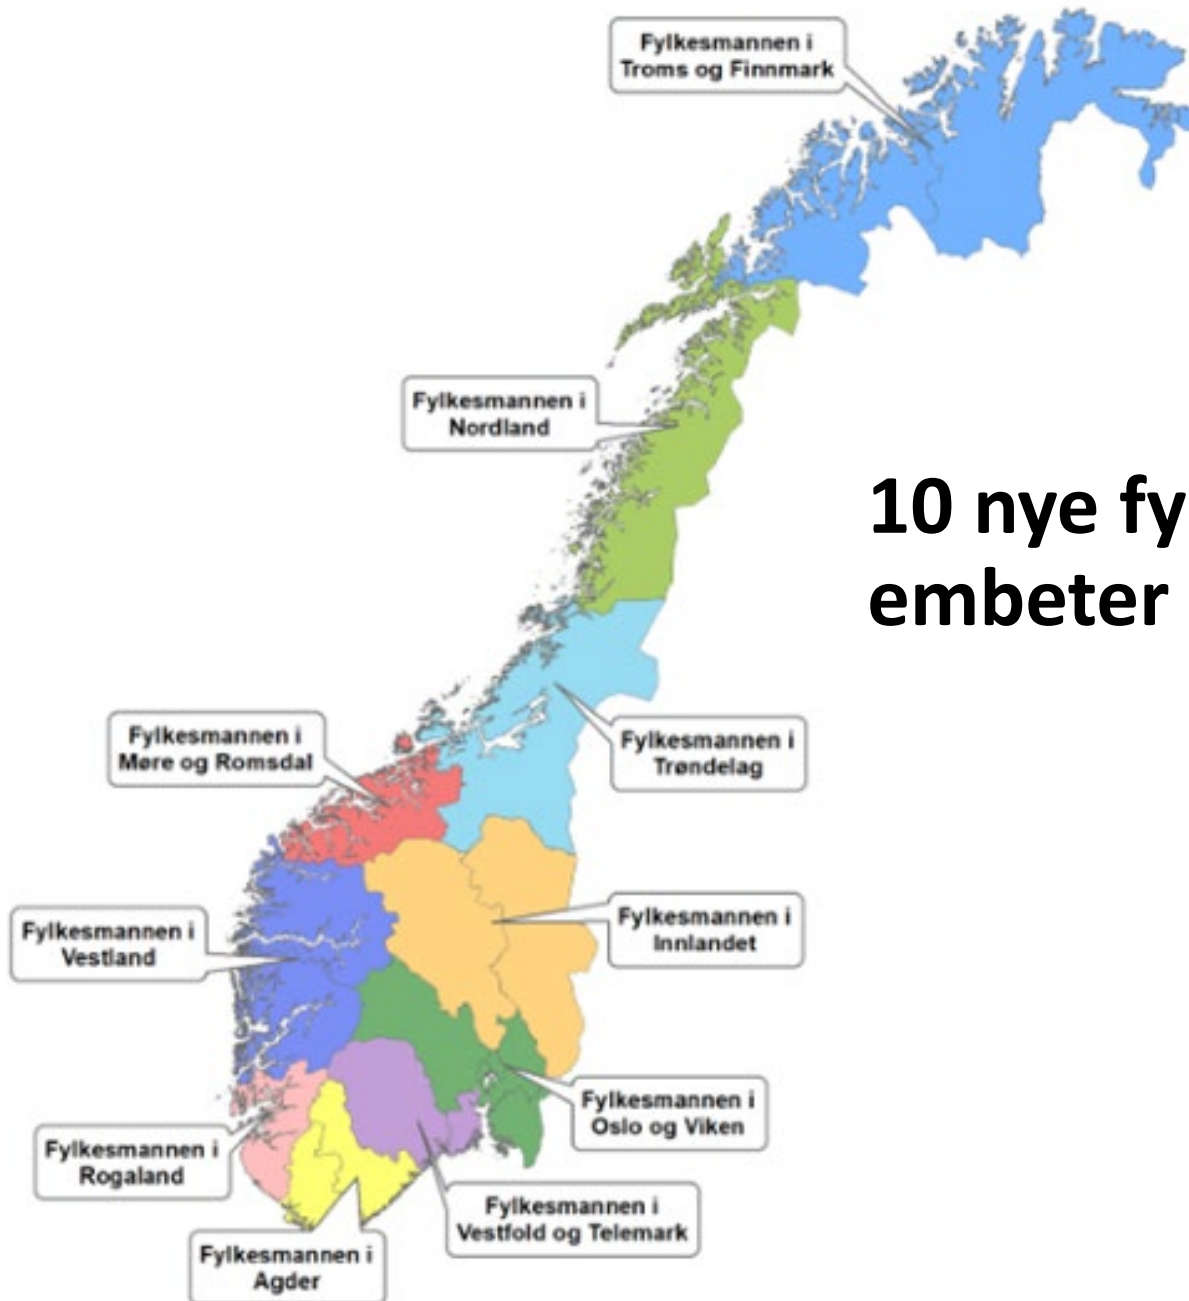 Fylkesmannen i
Troms og Finnmark
Fylkesmannen i
Nordland
10 nye fy
embeter
Fylkesmannen i
Møre og Romsdal
Fylkesmannen i
Trøndelag
Fylkesmannen i
Vestland
Fylkesmannen i
Innlandet
Fylkesmannen i
Oslo og Viken
Fylkesmannen i
Rogaland
Fylkesmannen i
Vestfold og Telemark
Fylkesmannen i
Agder